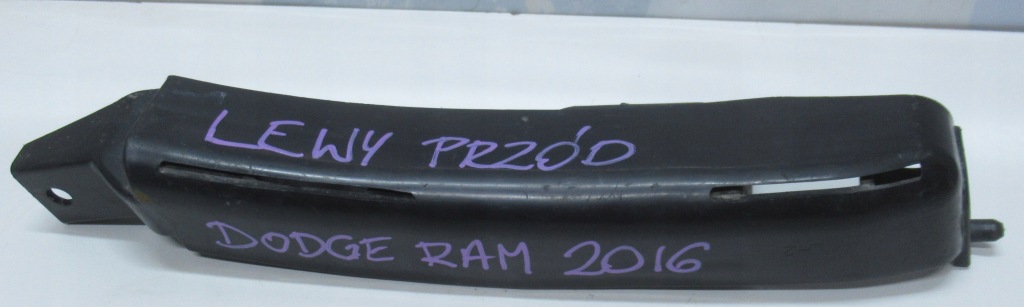 LEWY PRZÓD
DODGE RAM 2016